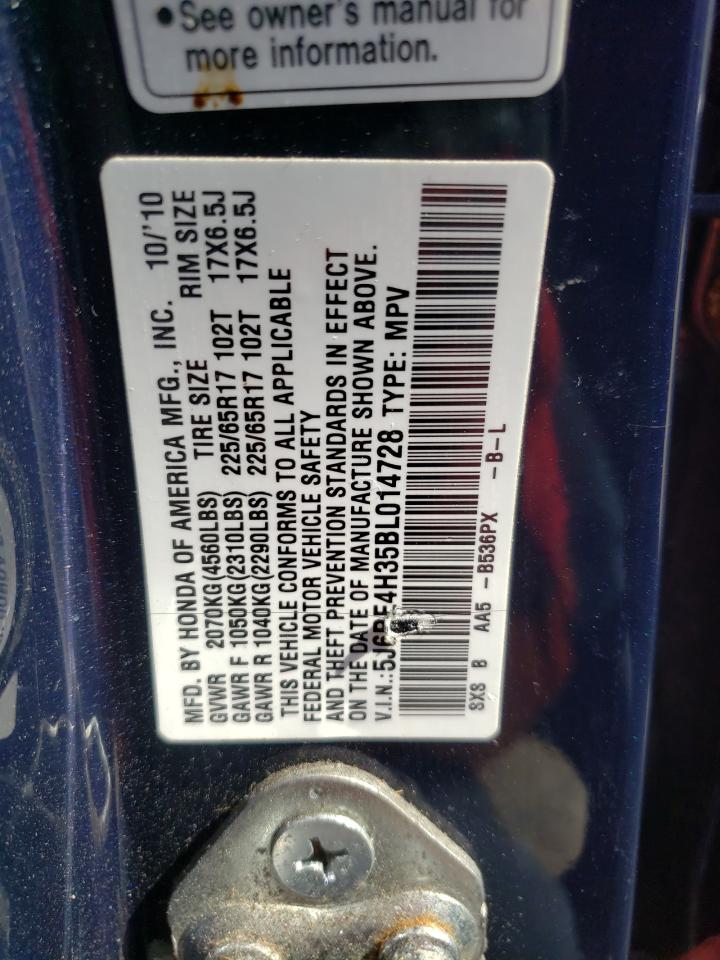 •See owner's manual for
more information.
MFD. BY HONDA OF AMERICA MFG., INC. 10/'10
GVWR 2070KG(4560LBS) TIRE SIZE RIM SIZE
GAWR F 1050KG(2310LBS) 225/65R17 102T 17X6.5J
GAWR R 1040KG(2290LBS) 225/65R17 102T 17X6.5J
THIS VEHICLE CONFORMS TO ALL APPLICABLE
FEDERAL MOTOR VEHICLE SAFETY
AND THEFT PREVENTION STANDARDS IN EFFECT
ON THE DATE OF MANUFACTURE SHOWN ABOVE.
V.I.N.: TYPE: MPV
SXS B AA5 -B536PX -B-L